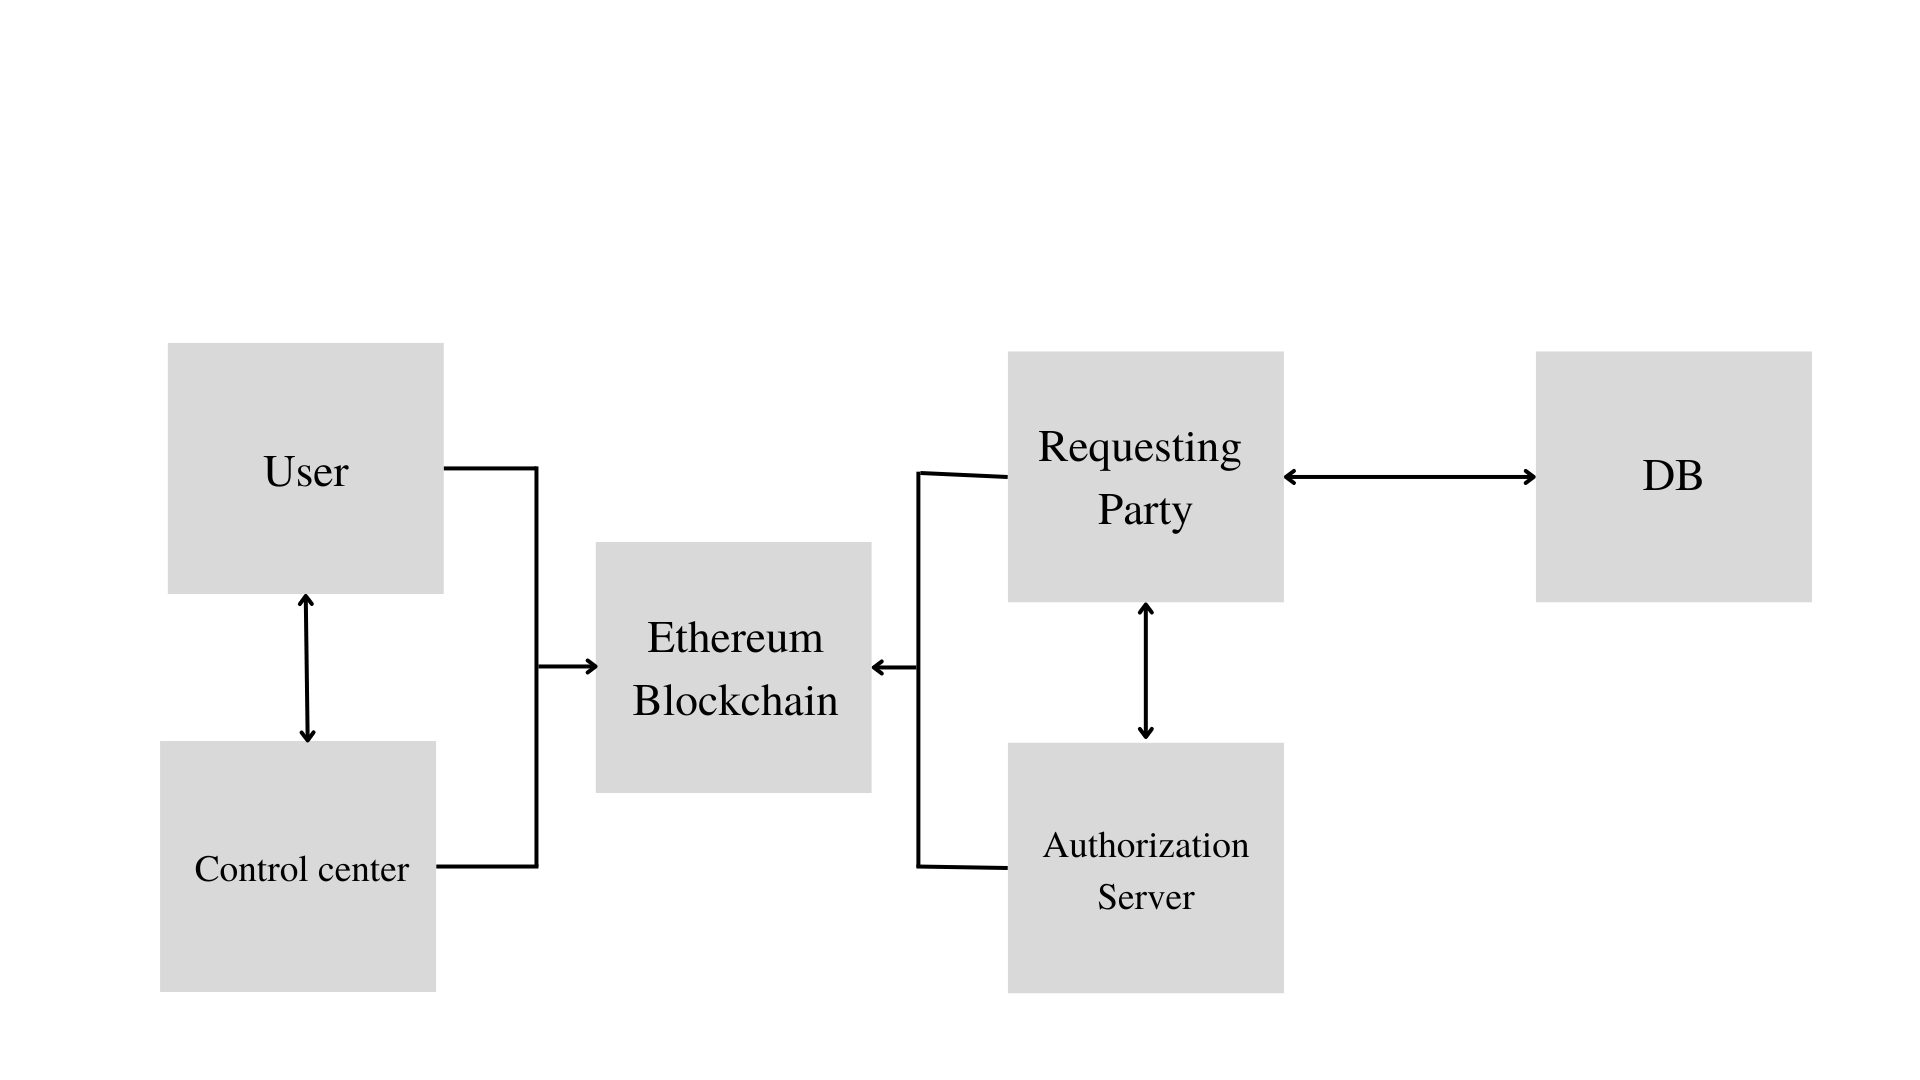 User
Control center
Ethereum
Blockchain
Requesting
Party
Authorization
Server
DB